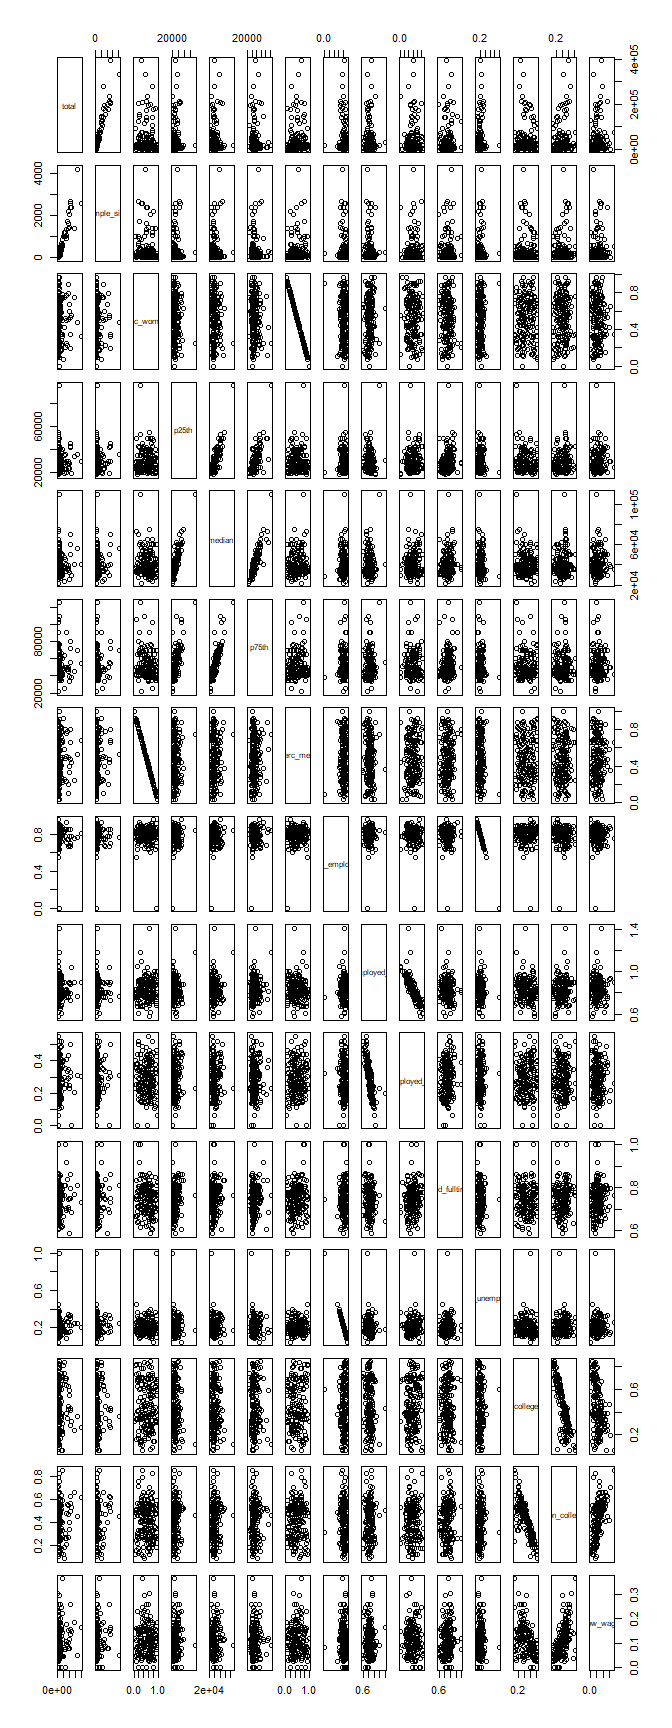 0 20000 20000 0.0 0.0 0.2 0.2
total
0e+00 2e+05 4e+05
mple_si
0 2000 4000
c_wom
0.0 0.4 0.8
p25th
20000 60000
median
2e+04 6e+04 1e+05
p75th
20000 80000
erc_me
0.0 0.4 0.8
_emplo
0.0 0.4 0.8
ployed_
0.6 1.0 1.4
ployed_
0.0 0.2 0.4
d_fulltin
0.6 0.8 1.0
unemp
0.2 0.6 1.0
college
0.2 0.6
n_colle
0.2 0.4 0.6 0.8
ow_wag
0.0 0.1 0.2 0.3
0e+00 0.0 1.0 2e+04 0.0 1.0 0.6 0.6 0.2 0.0